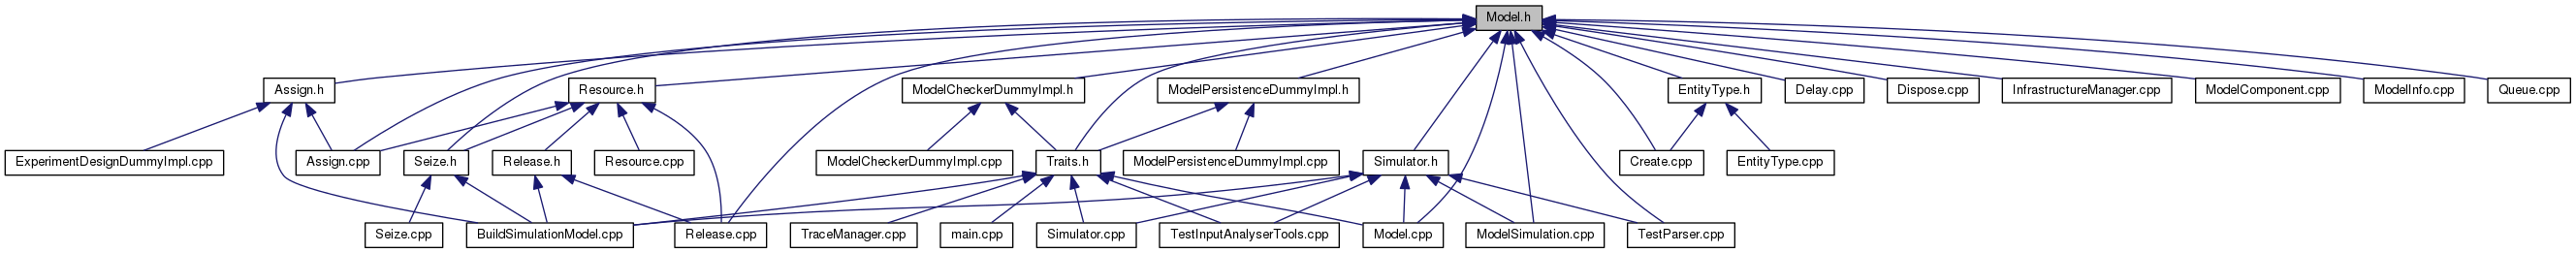 Model.h
Assign.h
Resource.h
ModelCheckerDummyImpl.h
ModelPersistenceDummyImpl.h
EntityType.h
Delay.cpp
Dispose.cpp
InfrastructureManager.cpp
ModelComponent.cpp
ModelInfo.cpp
Queue.cpp
ExperimentDesignDummyImpl.cpp
Assign.cpp
Seize.h
Release.h
Resource.cpp
ModelCheckerDummyImpl.cpp
Traits.h
ModelPersistenceDummyImpl.cpp
Simulator.h
Create.cpp
EntityType.cpp
Seize.cpp
BuildSimulationModel.cpp
Release.cpp
TraceManager.cpp
main.cpp
Simulator.cpp
TestInputAnalyserTools.cpp
Model.cpp
ModelSimulation.cpp
TestParser.cpp